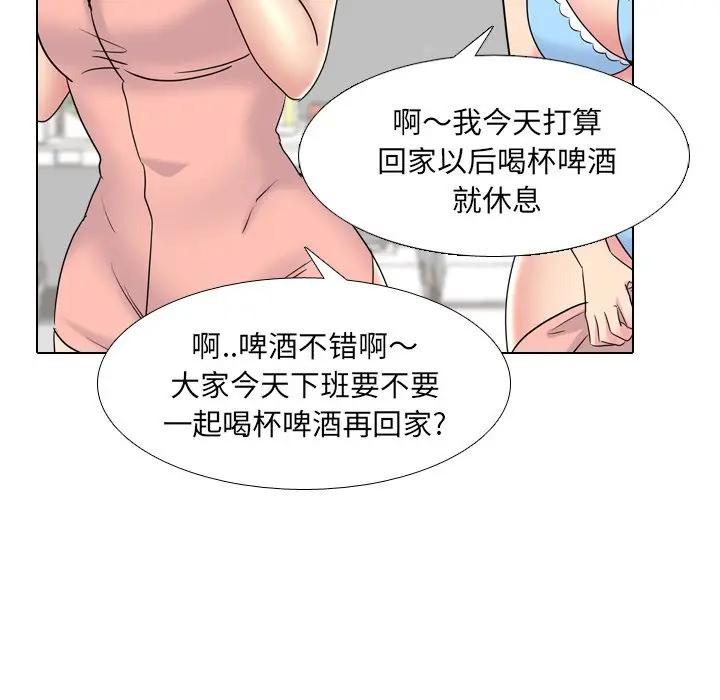 啊～我今天打算
回家以后喝杯啤酒
就休息
啊..啤酒不错啊～
大家今天下班要不要
一起喝杯啤酒再回家?